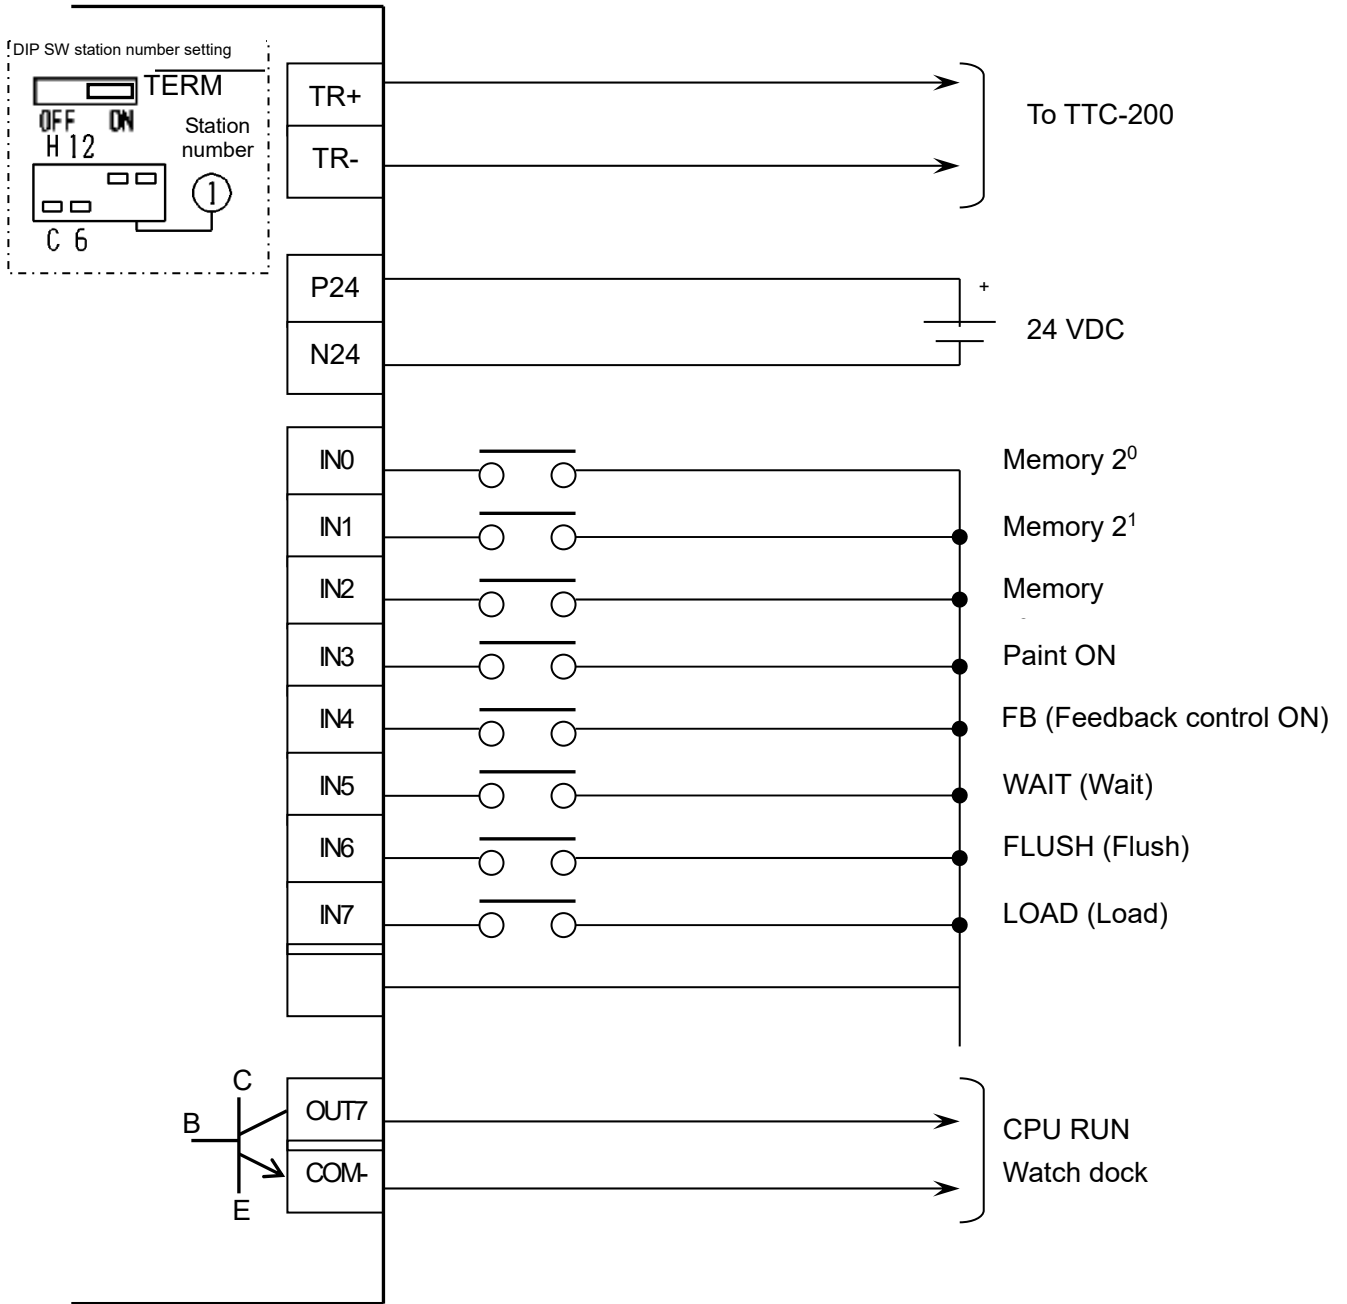 DIP SW station number setting
TERM
OFF ON
H 12
Station
number
1
C 6
TR+
TR-
To TTC-200
P24
N24
+
24 VDC
IN0
Memory 2⁰
IN1
Memory 2¹
IN2
Memory
IN3
Paint ON
IN4
FB (Feedback control ON)
IN5
WAIT (Wait)
IN6
FLUSH (Flush)
IN7
LOAD (Load)
C
B
E
OUT7
COM-
CPU RUN
Watch dock